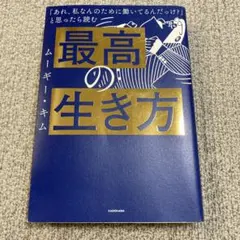 「あれ、私なんのために働いてるんだっけ？」
と思ったら読む
最高
の
生き方
ムーギー・キム
KADOKAWA